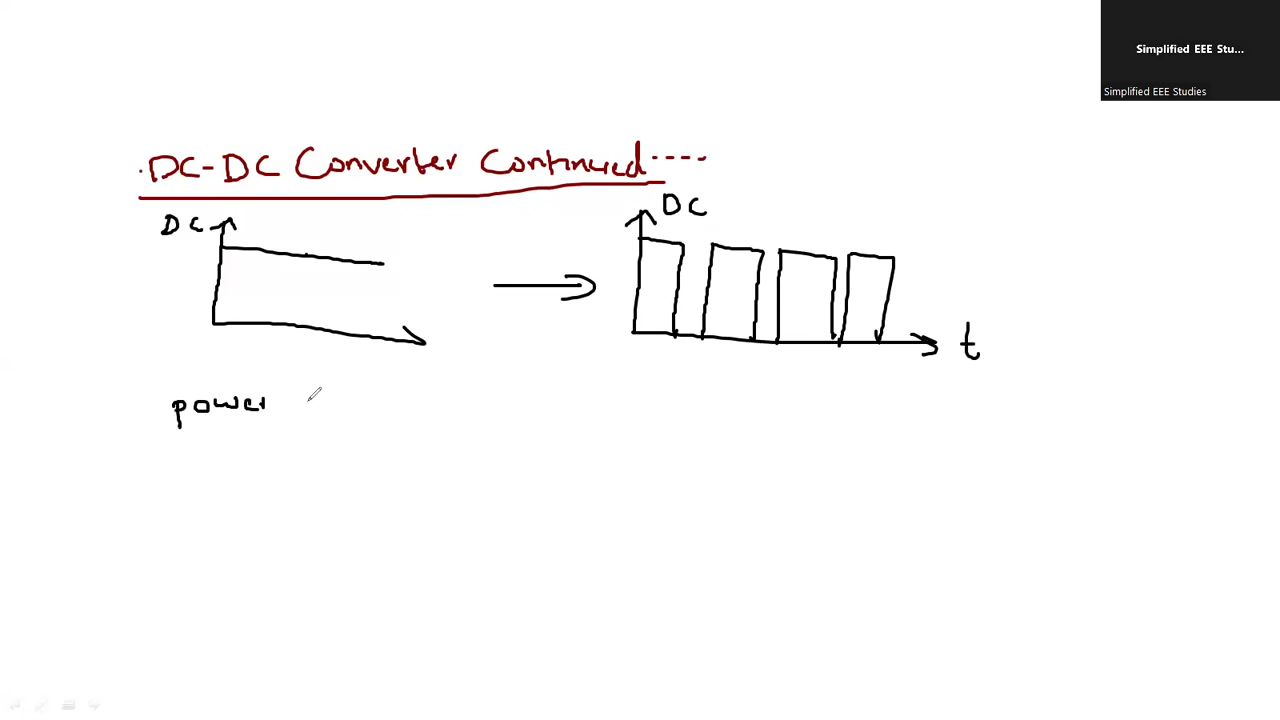 Simplified EEE Stu...
Simplified EEE Studies
DC-DC Converter Continued----
DC
DC
t
power